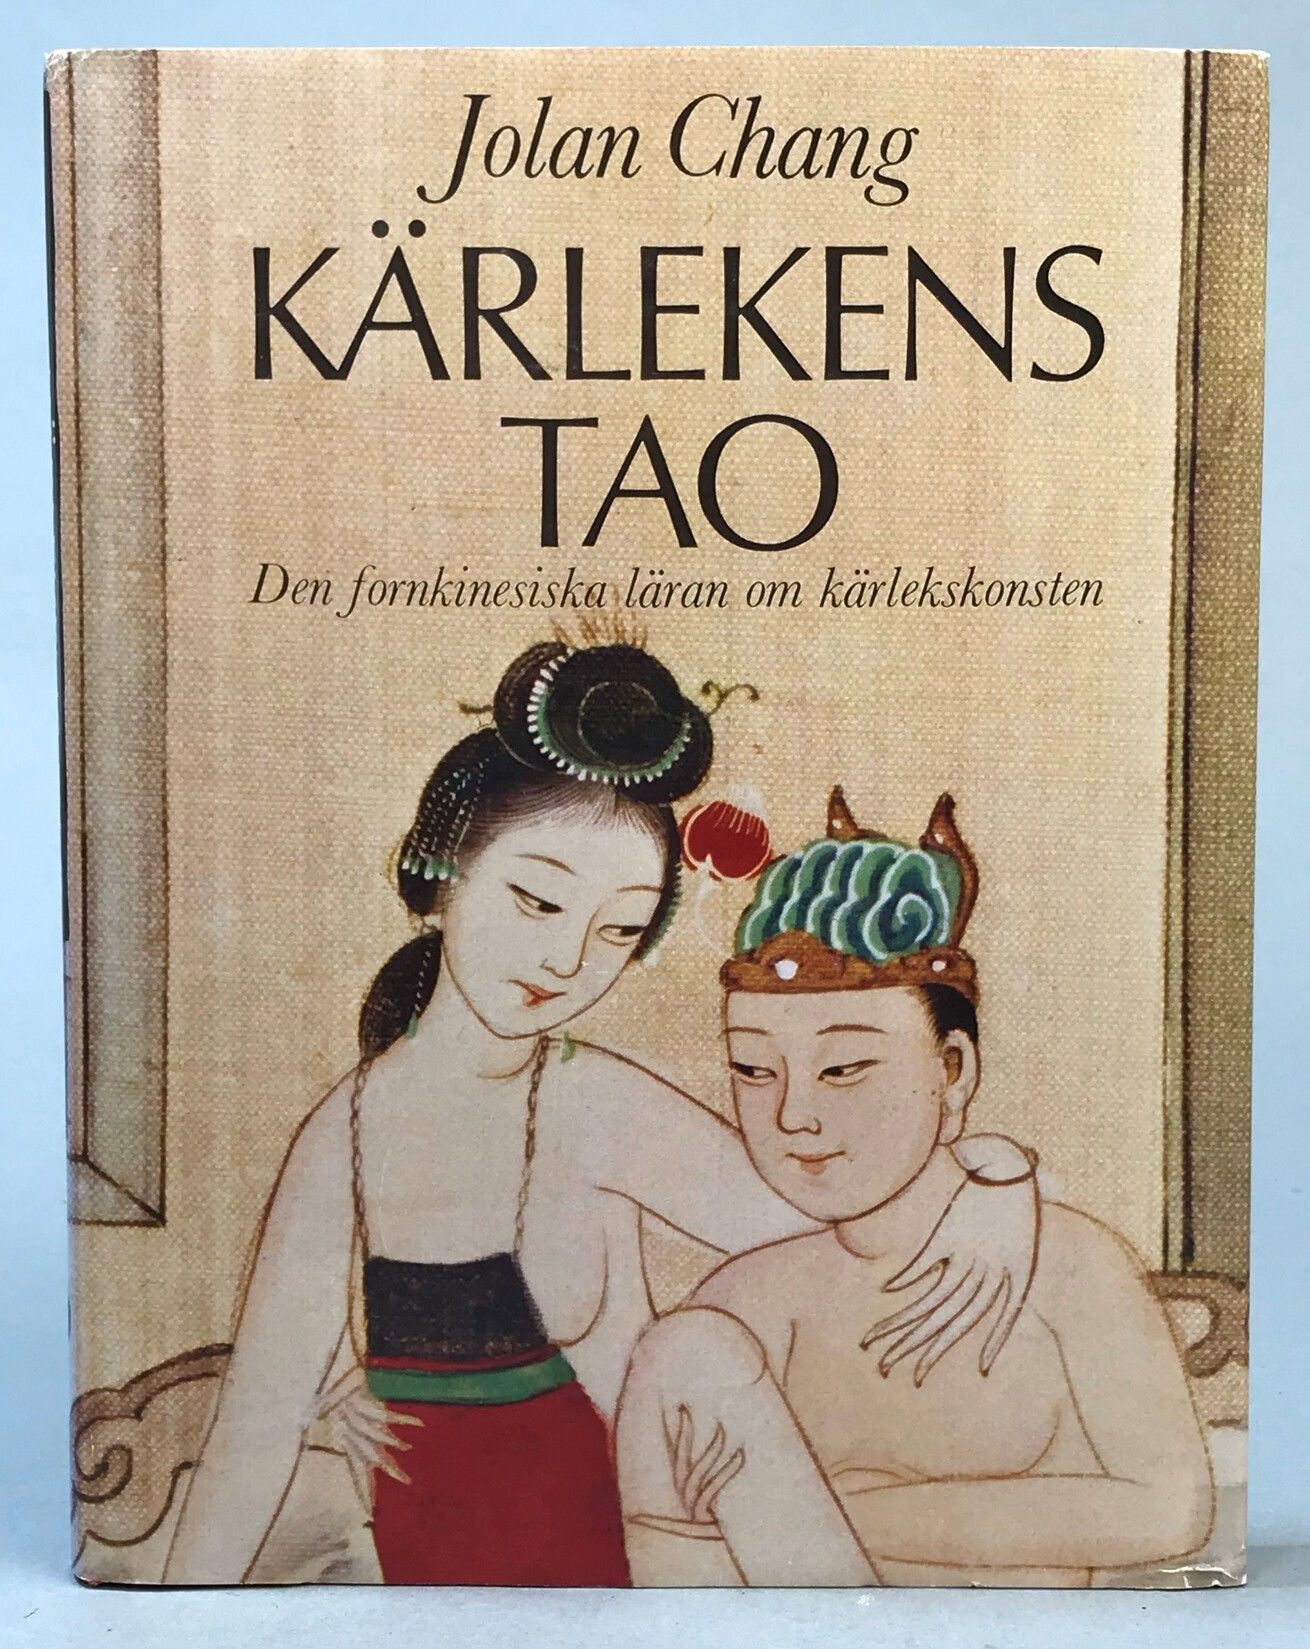 Jolan Chang
KÄRLEKENS
TAO
Den fornkinesiska läran om kärlekskonsten